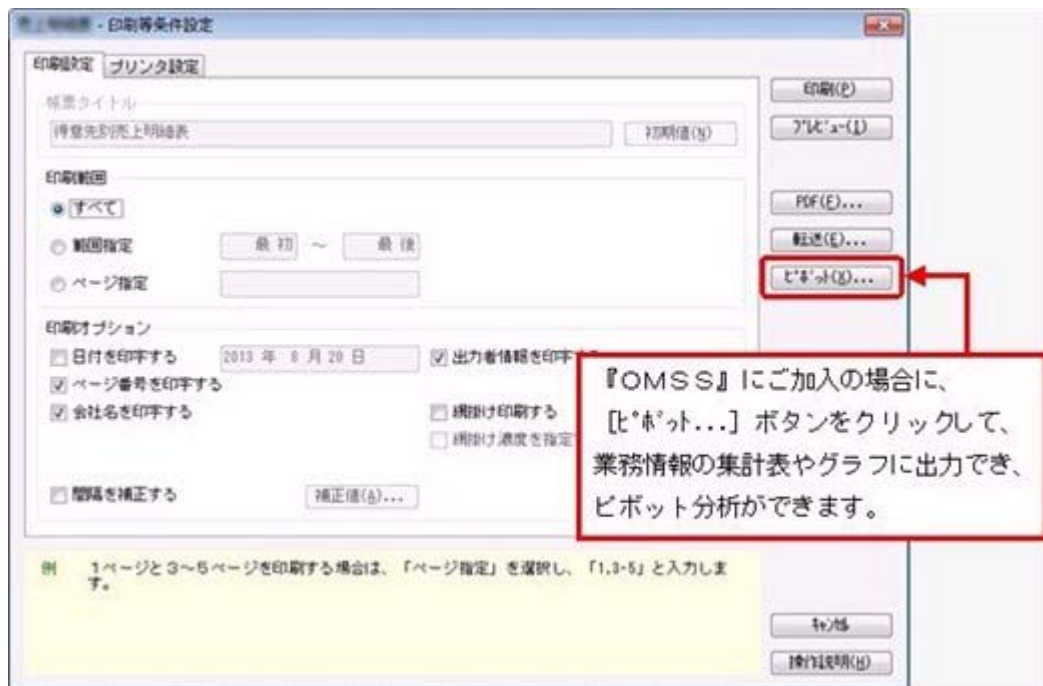 - 印刷等条件設定
印刷設定 プリンタ設定
帳票タイトル
得意先別売上明細表 初期値(N)
印刷(P)
ﾌﾟﾚﾋﾞｭｰ(I)
印刷範囲
すべて
PDF(F)...
範囲指定 最初 ～ 最後
転送(E)...
ページ指定
ﾋﾟﾎﾞｯﾄ(X)...
印刷オプション
日付を印字する 2013 年 8 月 20 日 出力者情報を印字する
ページ番号を印字する
会社名を印字する 網掛け印刷する
網掛け濃度を指定
間隔を補正する 補正値(A)...
『ＯＭＳＳ』にご加入の場合に、
[ﾋﾟﾎﾞｯﾄ...] ボタンをクリックして、
業務情報の集計表やグラフに出力でき、
ピボット分析ができます。
例 1ページと3～5ページを印刷する場合は、「ページ指定」を選択し、「1,3-5」と入力しま
す。
ｷｬﾝｾﾙ
操作説明(H)